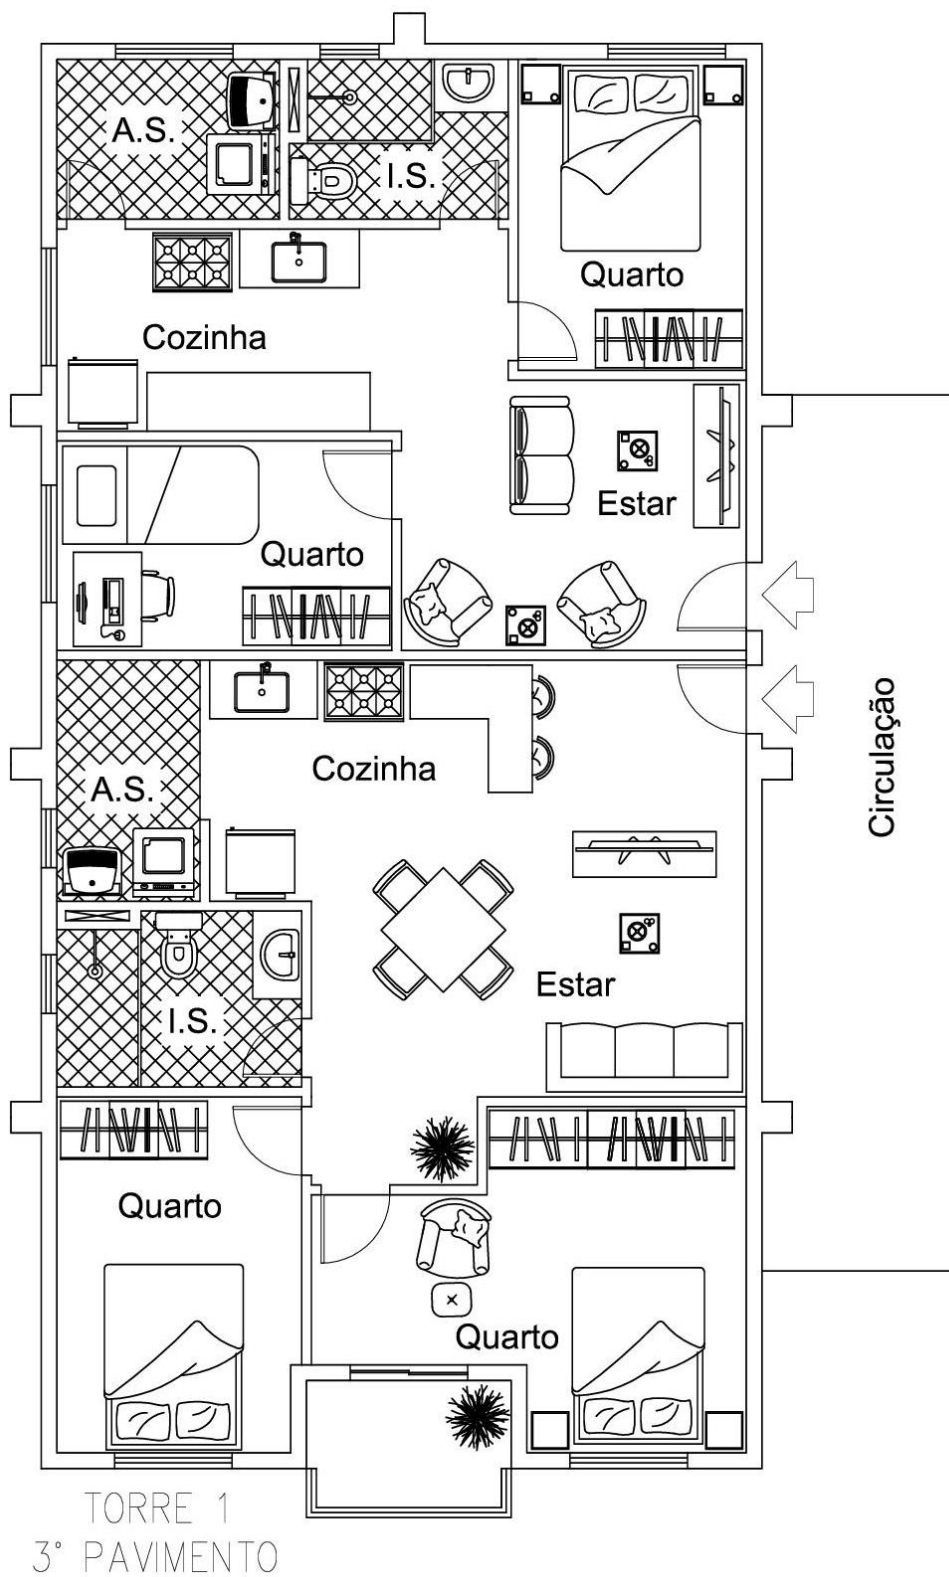 A.S.
I.S.
Quarto
Cozinha
Estar
Quarto
Circulação
Cozinha
A.S.
Estar
I.S.
Quarto
Quarto
TORRE 1
3° PAVIMENTO